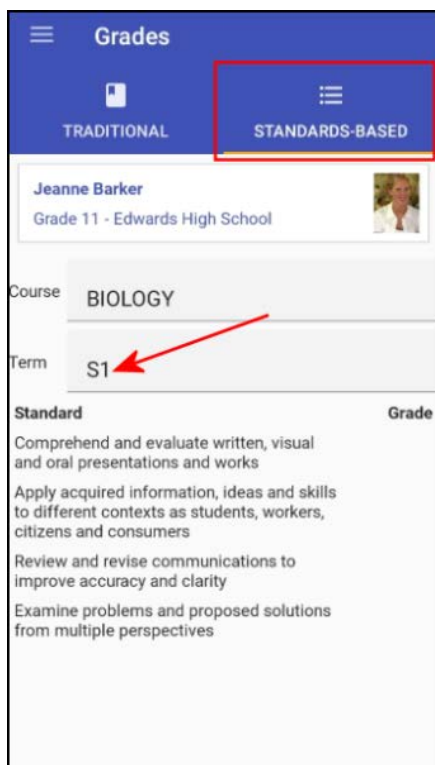 Grades
TRADITIONAL
STANDARDS-BASED
Jeanne Barker
Grade 11 - Edwards High School
Course
BIOLOGY
Term
S1
Standard Grade
Comprehend and evaluate written, visual
and oral presentations and works
Apply acquired information, ideas and skills
to different contexts as students, workers,
citizens and consumers
Review and revise communications to
improve accuracy and clarity
Examine problems and proposed solutions
from multiple perspectives